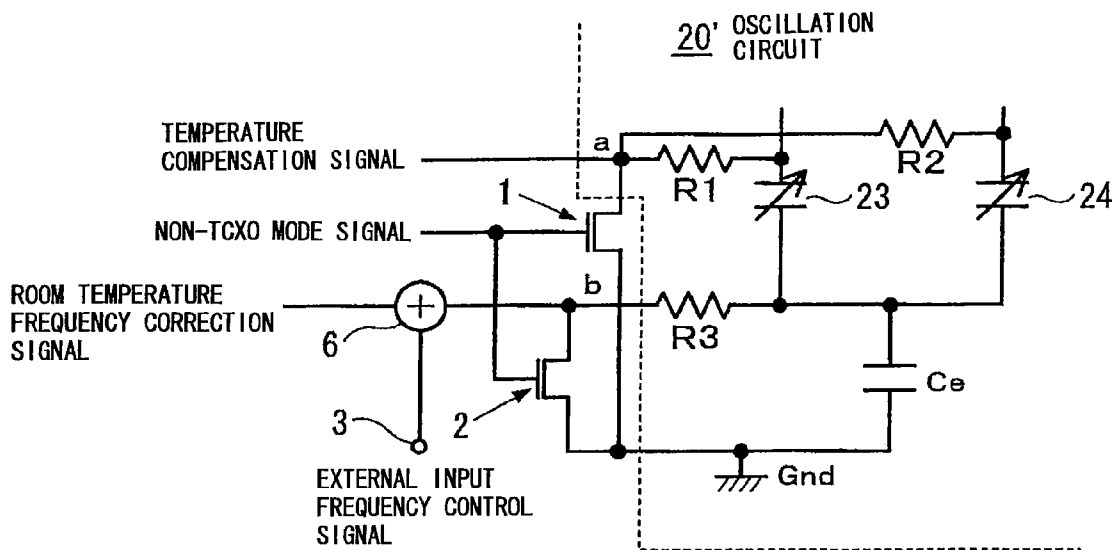 20' OSCILLATION
CIRCUIT
TEMPERATURE
COMPENSATION SIGNAL
a
R1
R2
23
24
1
NON-TCXO MODE SIGNAL
b
ROOM TEMPERATURE
FREQUENCY CORRECTION
SIGNAL
6
R3
Ce
2
3
Gnd
EXTERNAL INPUT
FREQUENCY CONTROL
SIGNAL